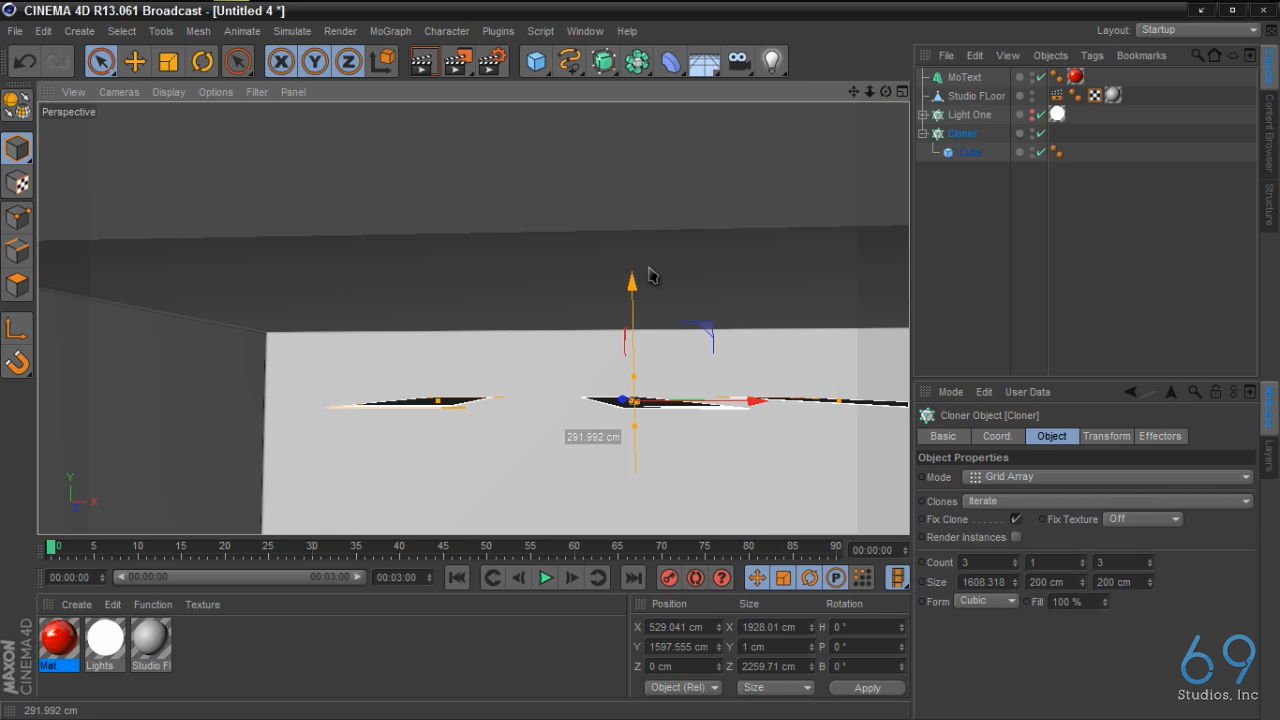 CINEMA 4D R13.061 Broadcast - [Untitled 4 *]
File Edit Create Select Tools Mesh Animate Simulate Render MoGraph Character Plugins Script Window Help
Layout: Startup
View Cameras Display Options Filter Panel
Perspective
291.992 cm
Y
X
Z
File Edit View Objects Tags Bookmarks
MoText
Studio FLoor
Light One
Cloner
Cube
Objects
Content Browser
Structure
Mode Edit User Data
Cloner Object [Cloner]
Basic Coord. Object Transform Effectors
Object Properties
Mode Grid Array
Clones Iterate
Fix Clone Fix Texture Off
Render Instances
Count 3 1 3
Size 1608.318 200 cm 200 cm
Form Cubic Fill 100 %
Attributes
Layers
0 5 10 15 20 25 30 35 40 45 50 55 60 65 70 75 80 85 90 00:00:00
00:00:00 00:00:00 00:03:00 00:03:00
Create Edit Function Texture
Mat Lights Studio Fl
Position Size Rotation
X 529.041 cm X 1928.01 cm H 0 °
Y 1597.555 cm Y 1 cm P 0 °
Z 0 cm Z 2259.71 cm B 0 °
Object (Rel) Size Apply
MAXON
CINEMA 4D
291.992 cm
69
Studios, Inc